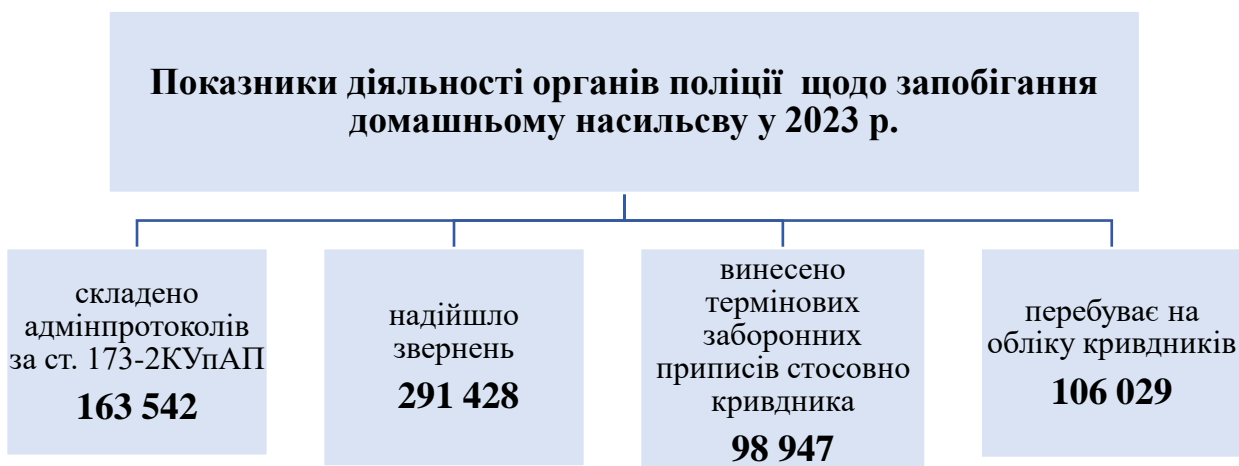 Показники діяльності органів поліції щодо запобігання
домашньому насильсву у 2023 р.
складено
адмінпротоколів
за ст. 173-2КУпАП
163 542
надійшло
звернень
291 428
винесено
термінових
заборонних
приписів стосовно
кривдника
98 947
перебуває на
обліку кривдників
106 029